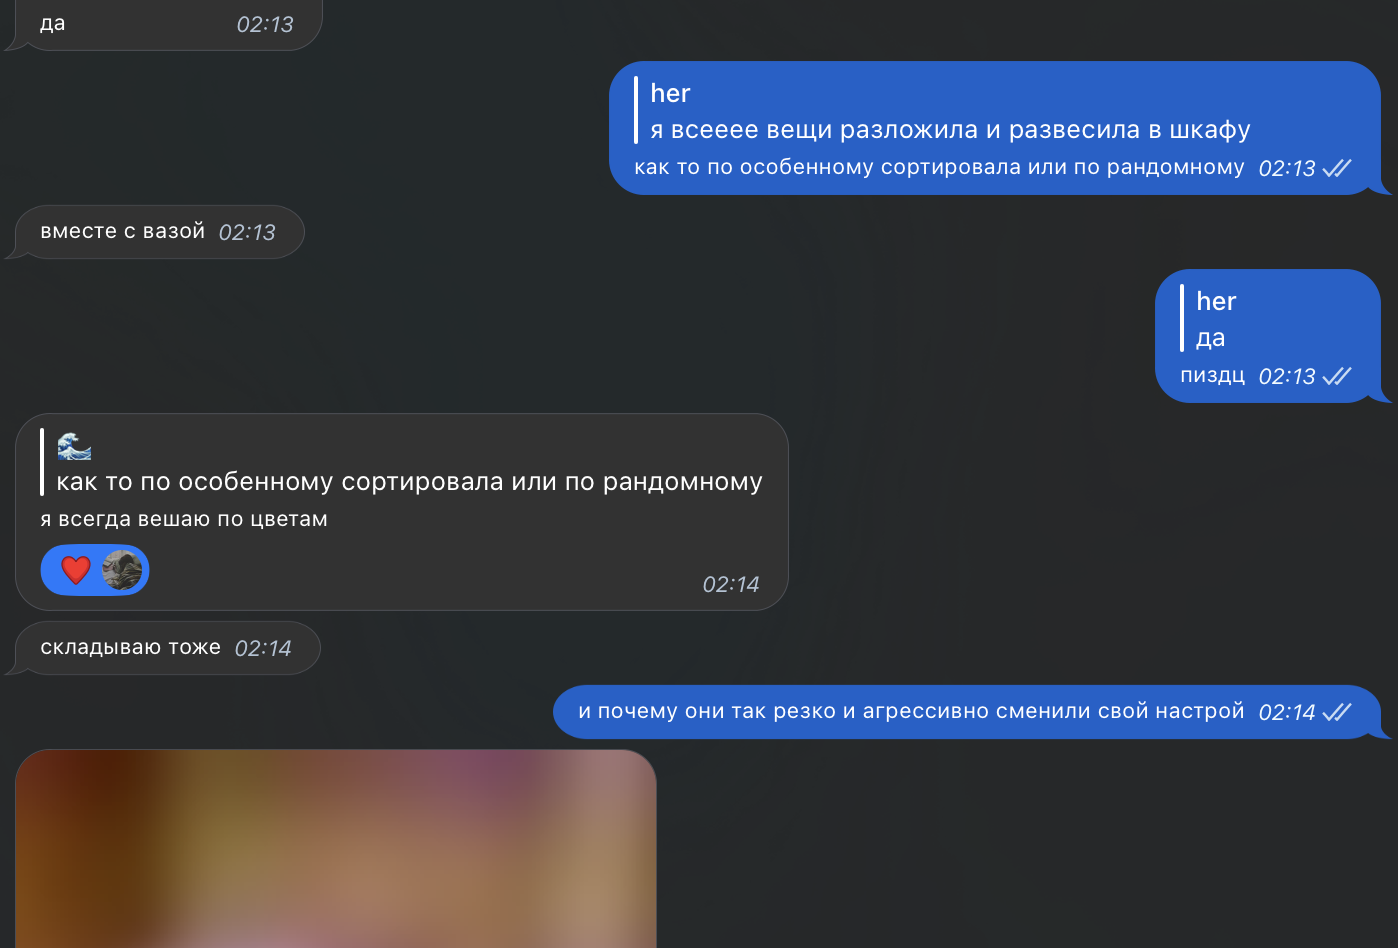 да 02:13
her
я всееее вещи разложила и развесила в шкафу
как то по особенному сортировала или по рандомному 02:13
вместе с вазой 02:13
her
да
пиздц 02:13
🌊
как то по особенному сортировала или по рандомному
я всегда вешаю по цветам
❤️
02:14
складываю тоже 02:14
и почему они так резко и агрессивно сменили свой настрой 02:14